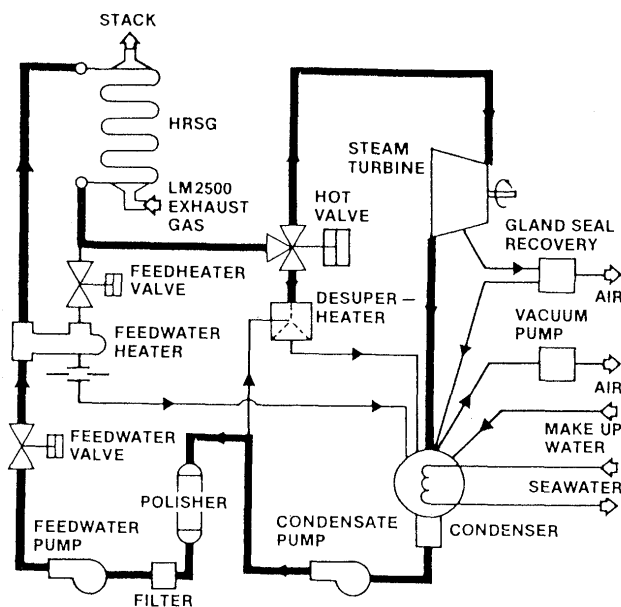 STACK
HRSG
LM2500
EXHAUST
GAS
STEAM
TURBINE
HOT
VALVE
GLAND SEAL
RECOVERY
AIR
FEEDHEATER
VALVE
DESUPER-
HEATER
VACUUM
PUMP
AIR
FEEDWATER
HEATER
MAKE UP
WATER
FEEDWATER
VALVE
SEAWATER
POLISHER
FEEDWATER
PUMP
CONDENSATE
PUMP
CONDENSER
FILTER